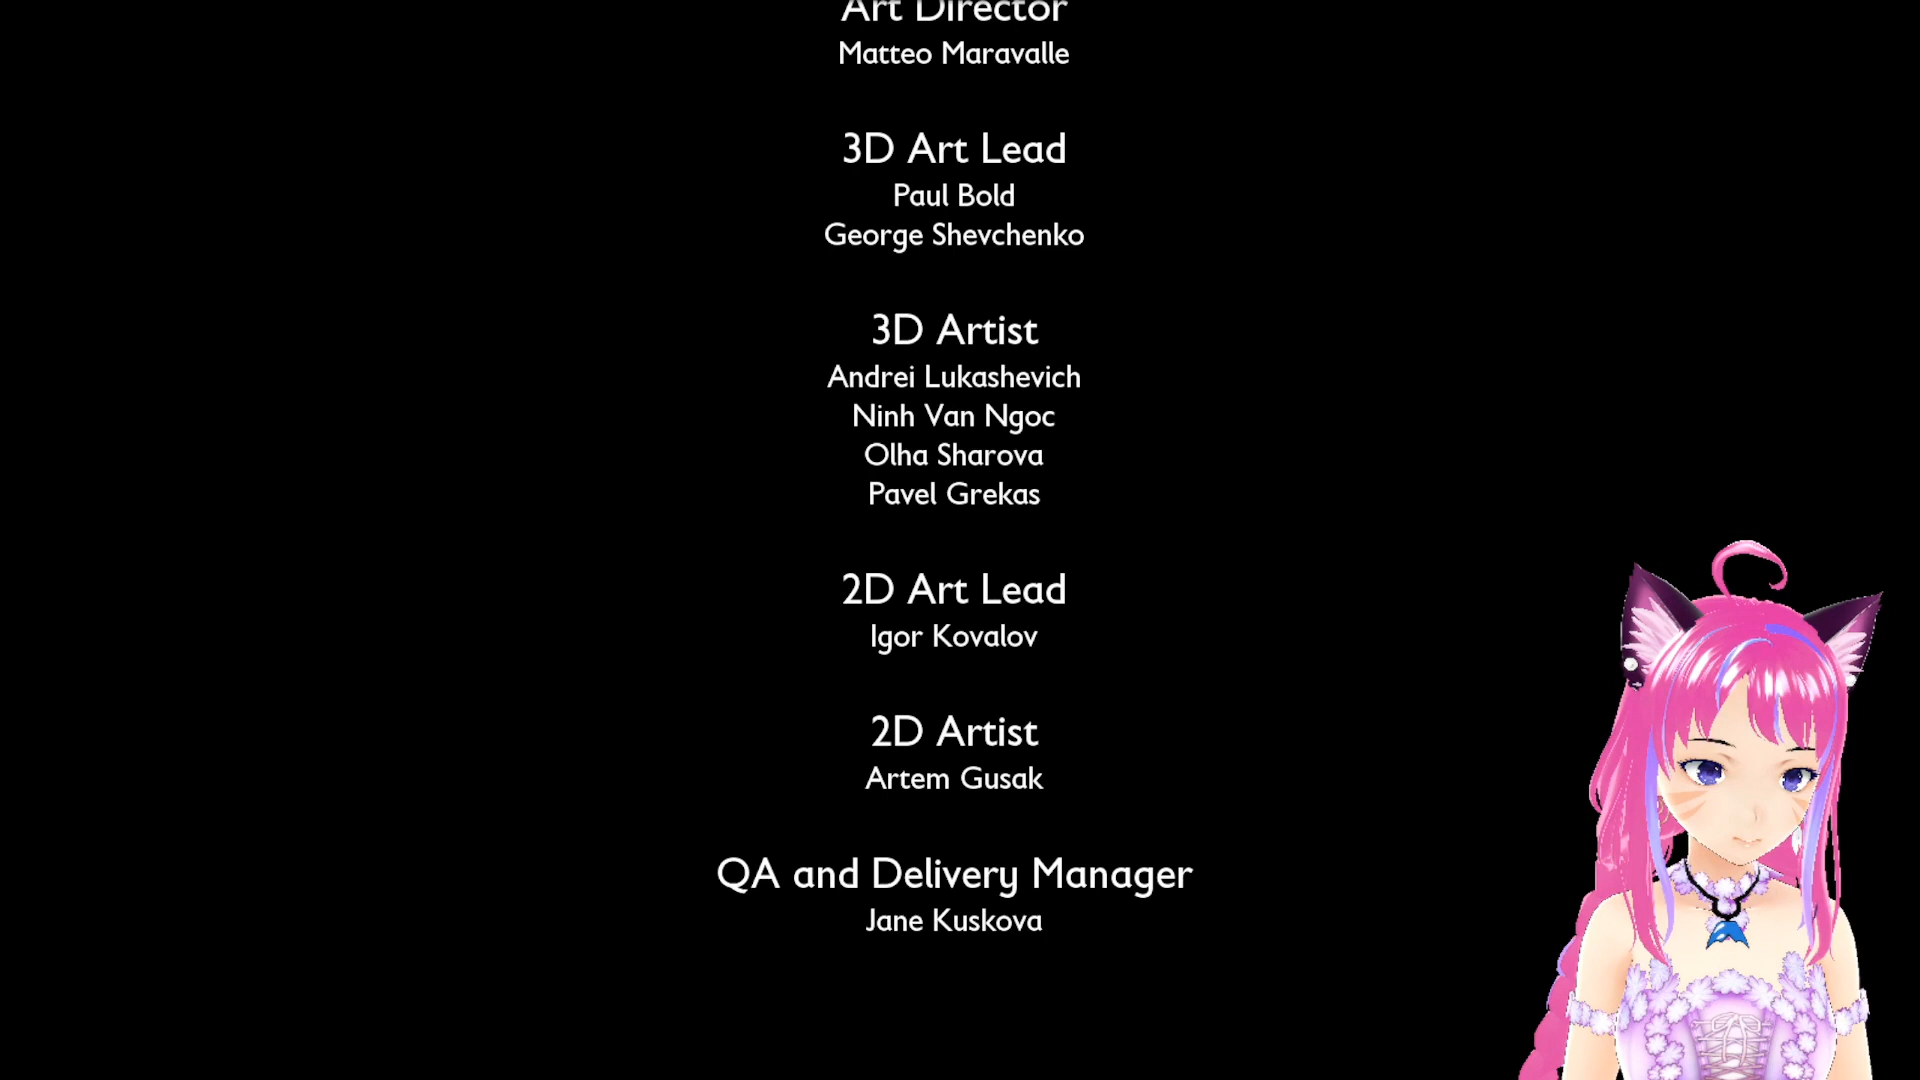 Art Director
Matteo Maravalle
3D Art Lead
Paul Bold
George Shevchenko
3D Artist
Andrei Lukashevich
Ninh Van Ngoc
Olha Sharova
Pavel Grekas
2D Art Lead
Igor Kovalov
2D Artist
Artem Gusak
QA and Delivery Manager
Jane Kuskova